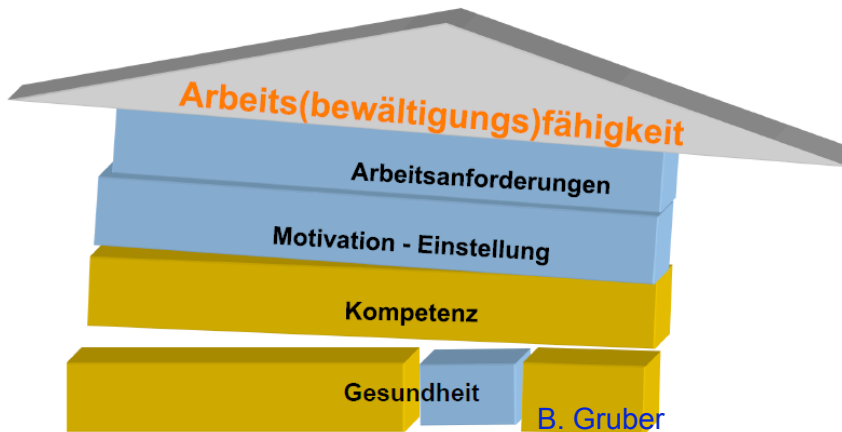 Arbeits(bewältigungs)fähigkeit
Arbeitsanforderungen
Motivation - Einstellung
Kompetenz
Gesundheit
B. Gruber